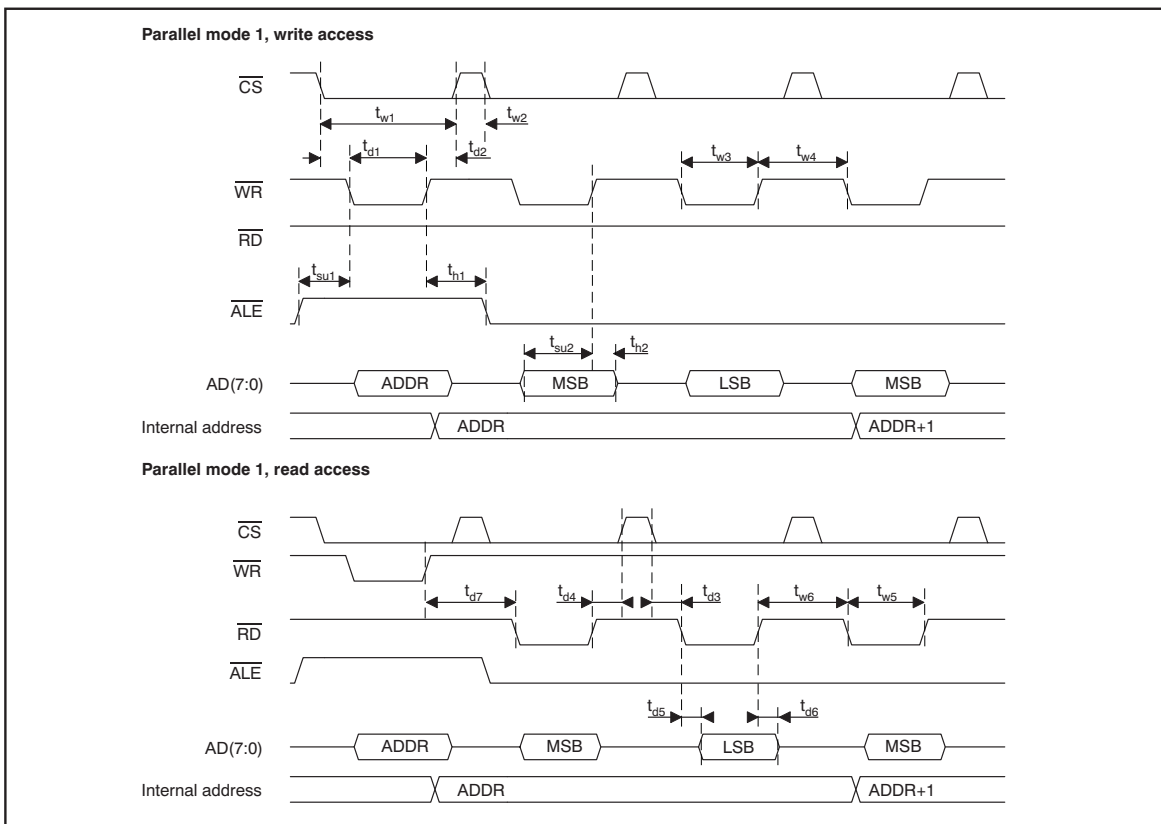 Parallel mode 1, write access
CS
tw1 tw2
td1 td2 tw3 tw4
WR
RD
tsu1 th1
ALE
tsu2 th2
AD(7:0) ADDR MSB LSB MSB
Internal address ADDR ADDR+1
Parallel mode 1, read access
CS
WR
td7 td4 td3 tw6 tw5
RD
ALE
td5 td6
AD(7:0) ADDR MSB LSB MSB
Internal address ADDR ADDR+1